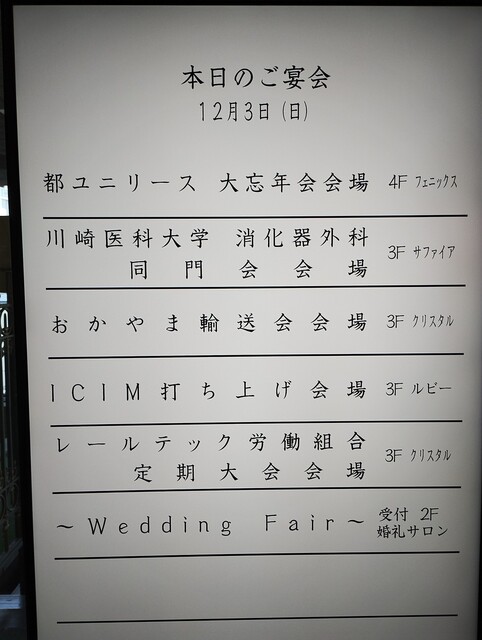 本日のご宴会
12月3日(日)
都ユニリース 大忘年会会場 4F フェニックス
川崎医科大学 消化器外科
同門会会場 3F サファイア
おかやま輸送会会場 3F クリスタル
ICIM打ち上げ会場 3F ルビー
レールテック労働組合
定期大会会場 3F クリスタル
～Wedding Fair～ 受付 2F
婚礼サロン